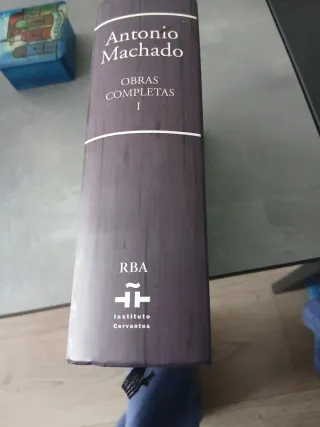 Antonio
Machado
OBRAS
COMPLETAS
I
RBA
Instituto
Cervantes